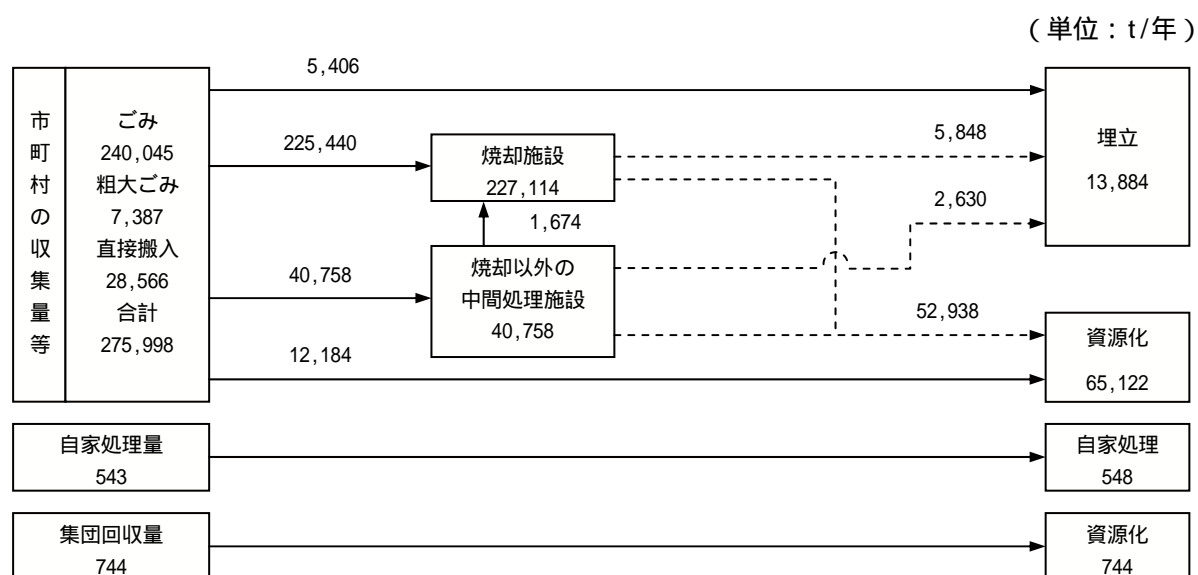 （単位：t/年）
5,406
市町村の収集量等
ごみ
240,045
粗大ごみ
7,387
直接搬入
28,566
合計
275,998
225,440
焼却施設
227,114
5,848
埋立
13,884
1,674
2,630
40,758
焼却以外の
中間処理施設
40,758
52,938
資源化
65,122
12,184
自家処理量
543
自家処理
548
集団回収量
744
資源化
744